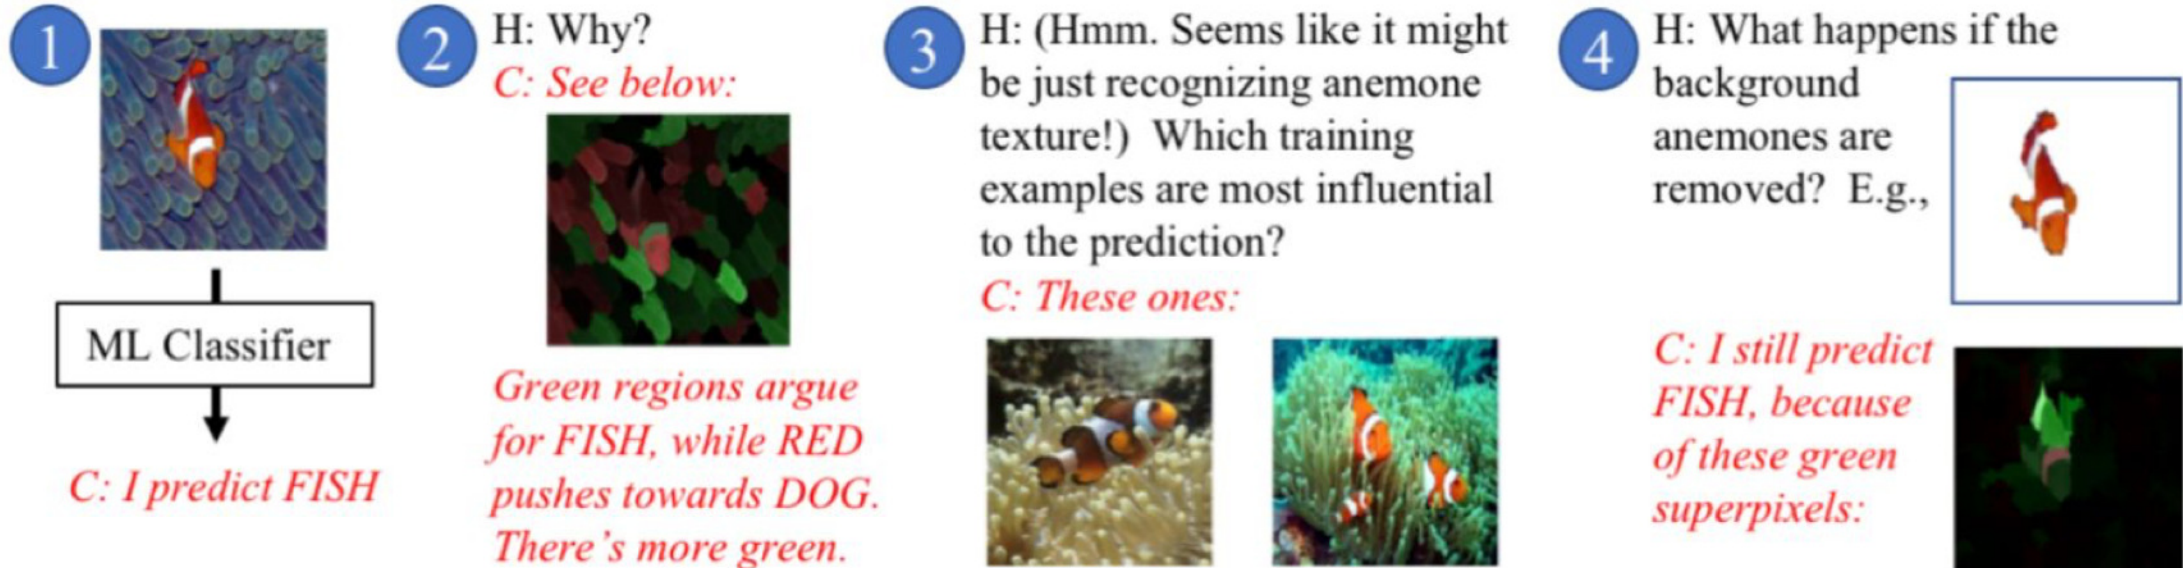 1
ML Classifier
C: I predict FISH
2
H: Why?
C: See below:
Green regions argue
for FISH, while RED
pushes towards DOG.
There's more green.
3
H: (Hmm. Seems like it might
be just recognizing anemone
texture!) Which training
examples are most influential
to the prediction?
C: These ones:
4
H: What happens if the
background
anemones are
removed? E.g.,
C: I still predict
FISH, because
of these green
superpixels: